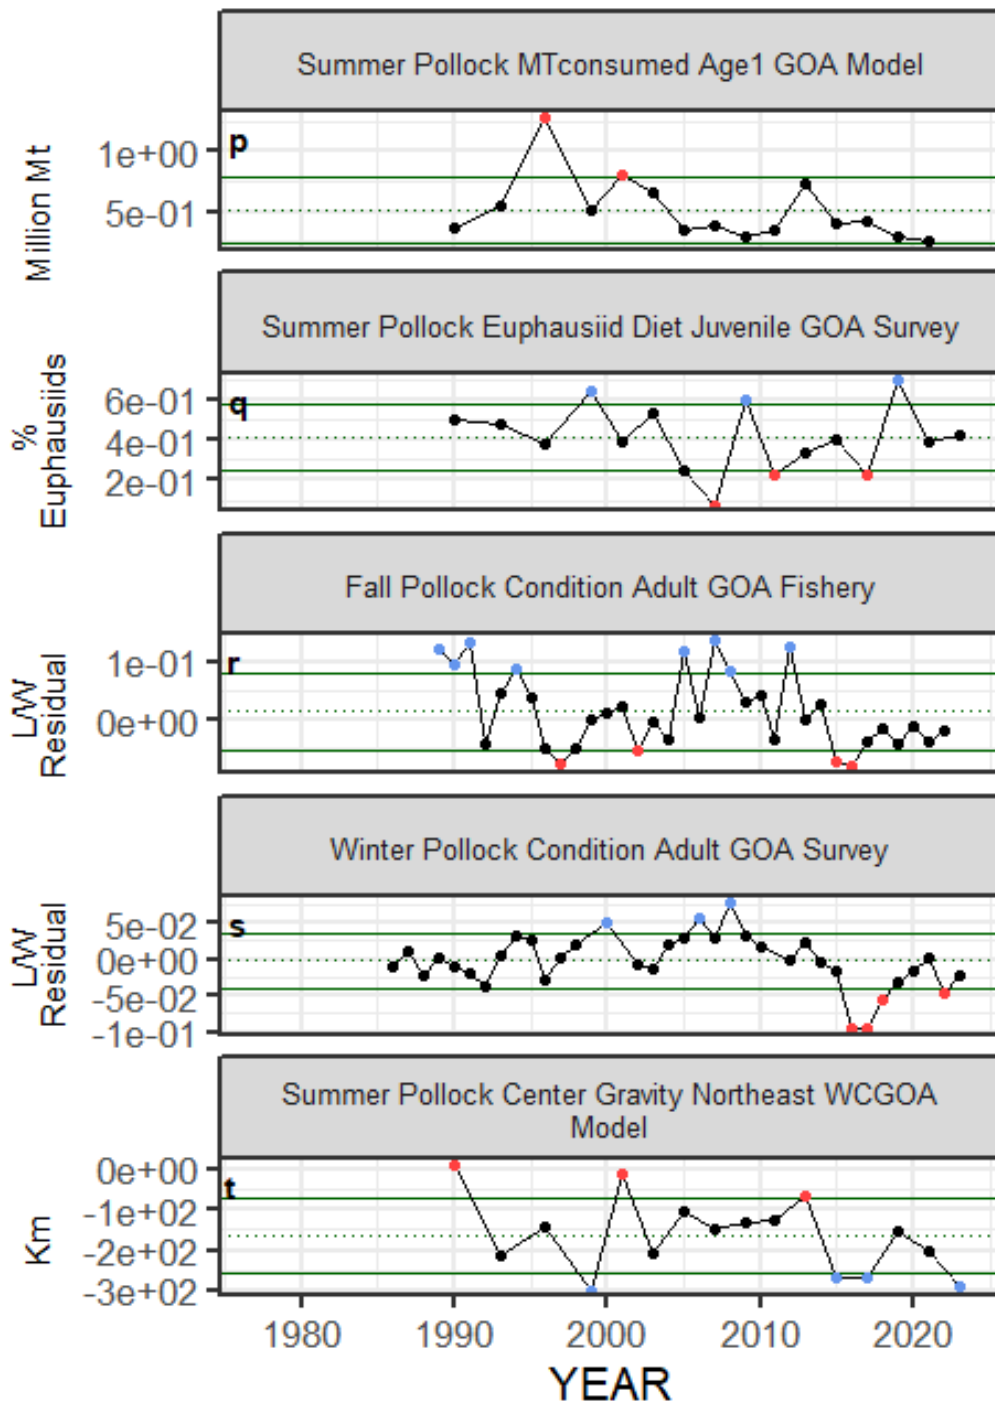 Summer Pollock MTconsumed Age1 GOA Model
p
Million Mt
1e+00
5e-01
Summer Pollock Euphausiid Diet Juvenile GOA Survey
q
%
Euphausiids
6e-01
4e-01
2e-01
Fall Pollock Condition Adult GOA Fishery
r
L/W
Residual
1e-01
0e+00
Winter Pollock Condition Adult GOA Survey
s
L/W
Residual
5e-02
0e+00
-5e-02
-1e-01
Summer Pollock Center Gravity Northeast WCGOA
Model
t
Km
0e+00
-1e+02
-2e+02
-3e+02
1980 1990 2000 2010 2020
YEAR